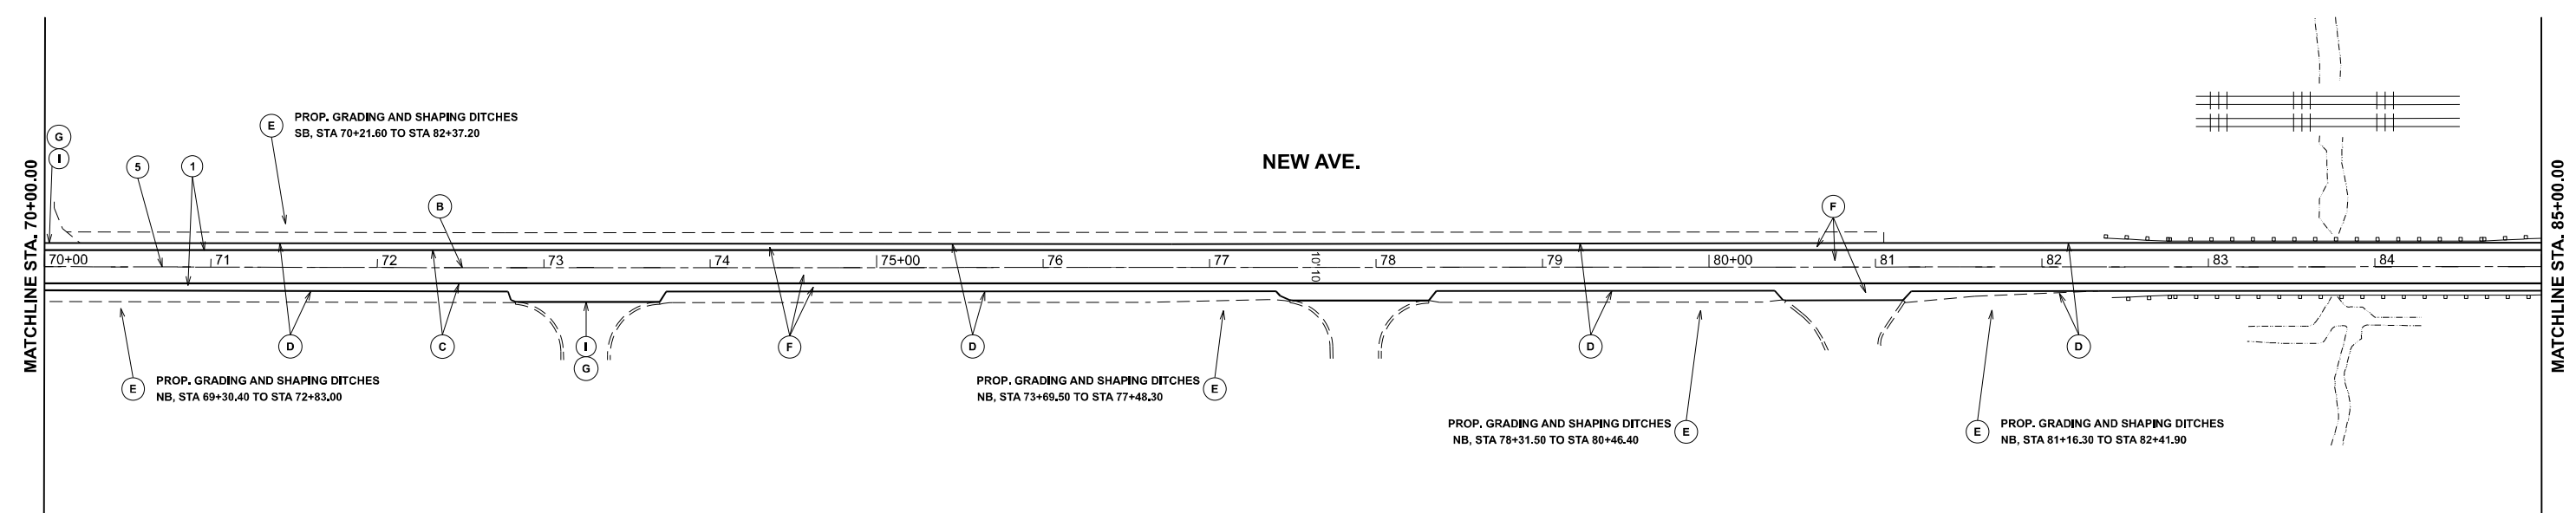 MATCHLINE STA. 70+00.00
G
I
5
1
E
PROP. GRADING AND SHAPING DITCHES
SB, STA 70+21.60 TO STA 82+37.20
B
NEW AVE.
F
MATCHLINE STA. 85+00.00
70+00 71 72 73 74 75+00 76 77 78 79 80+00 81 82 83 84
10' 10'
D
C
I
G
F
D
D
D
E
PROP. GRADING AND SHAPING DITCHES
NB, STA 69+30.40 TO STA 72+83.00
PROP. GRADING AND SHAPING DITCHES
NB, STA 73+69.50 TO STA 77+48.30
E
PROP. GRADING AND SHAPING DITCHES
NB, STA 78+31.50 TO STA 80+46.40
E
E
PROP. GRADING AND SHAPING DITCHES
NB, STA 81+16.30 TO STA 82+41.90